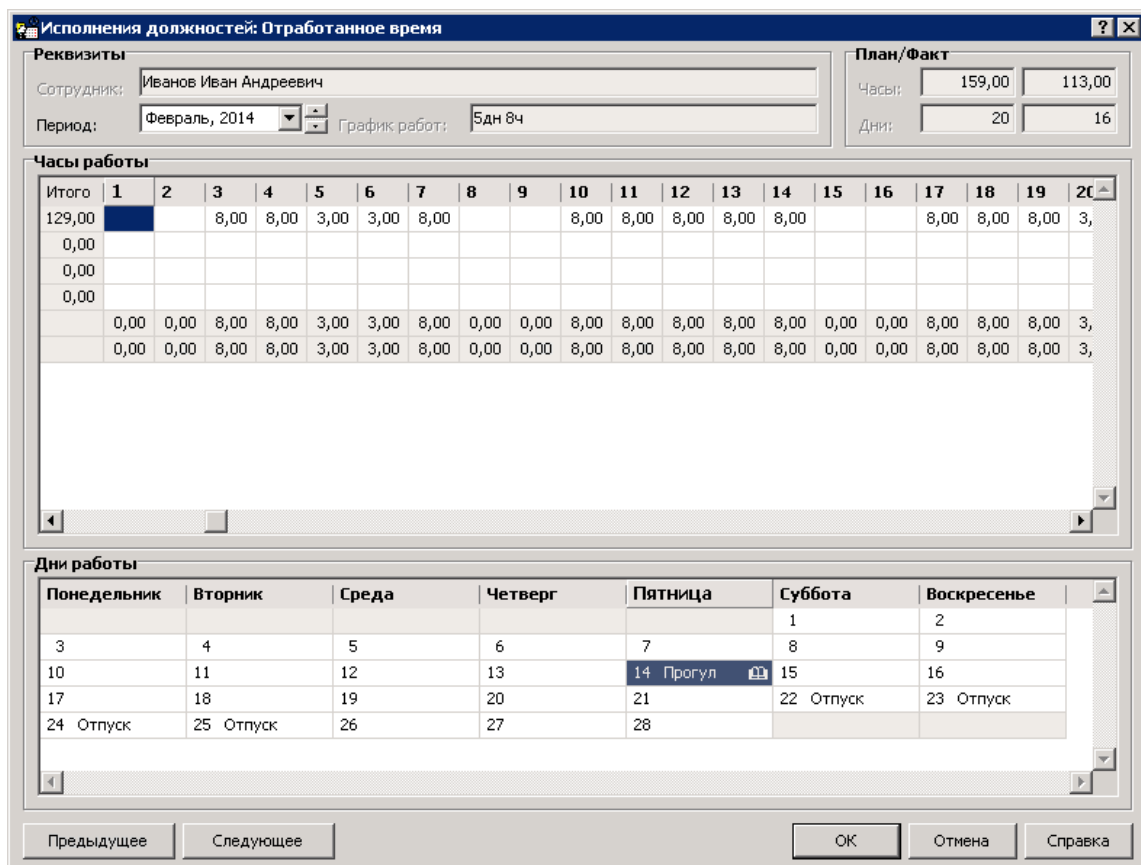 Исполнения должностей: Отработанное время
Реквизиты
Сотрудник: Иванов Иван Андреевич
Период: Февраль, 2014 График работ: 5дн 8ч
План/Факт
Часы: 159,00 113,00
Дни: 20 16
Часы работы
Итого 1 2 3 4 5 6 7 8 9 10 11 12 13 14 15 16 17 18 19 20
129,00 8,00 8,00 3,00 3,00 8,00 8,00 8,00 8,00 8,00 8,00 8,00 8,00 8,00 3,
0,00
0,00
0,00
0,00 0,00 8,00 8,00 3,00 3,00 8,00 0,00 0,00 8,00 8,00 8,00 8,00 8,00 0,00 0,00 8,00 8,00 8,00 3,
0,00 0,00 8,00 8,00 3,00 3,00 8,00 0,00 0,00 8,00 8,00 8,00 8,00 8,00 0,00 0,00 8,00 8,00 8,00 3,
Дни работы
Понедельник Вторник Среда Четверг Пятница Суббота Воскресенье
1 2
3 4 5 6 7 8 9
10 11 12 13 14 Прогул 15 16
17 18 19 20 21 22 Отпуск 23 Отпуск
24 Отпуск 25 Отпуск 26 27 28
Предыдущее Следующее ОК Отмена Справка